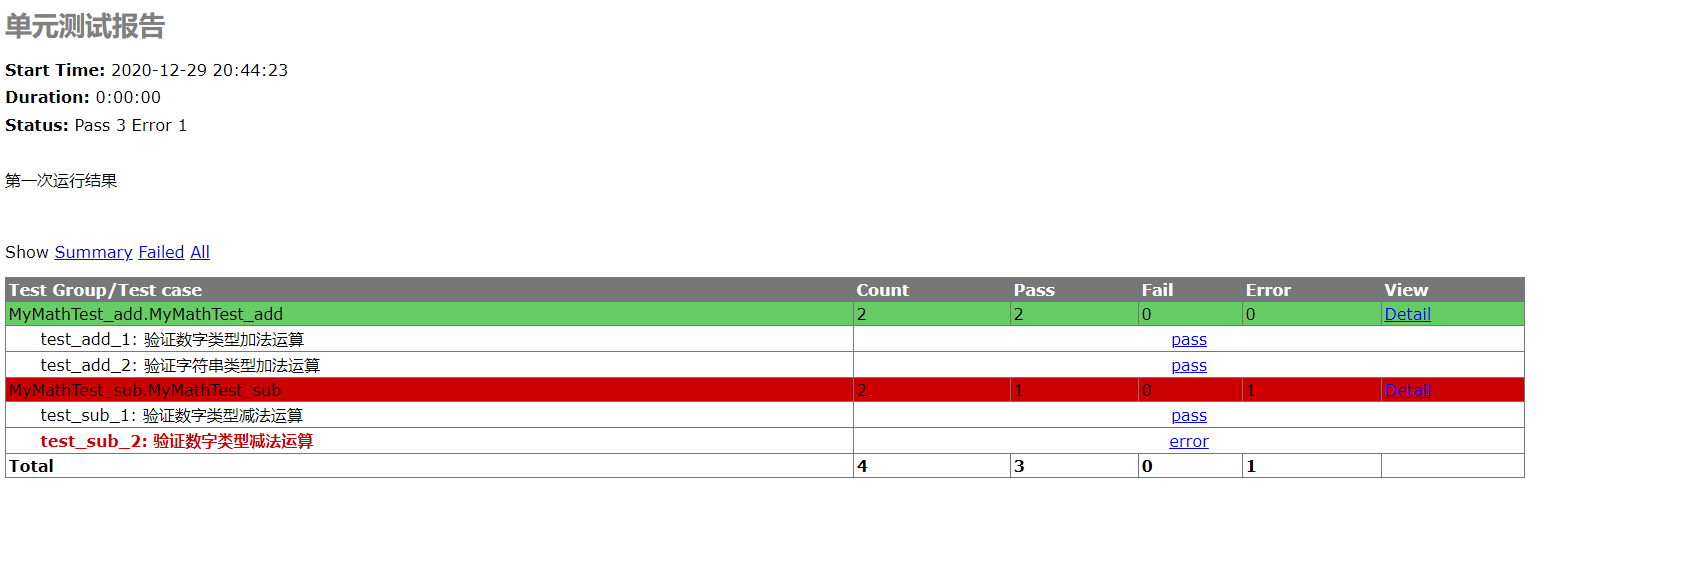 单元测试报告
Start Time: 2020-12-29 20:44:23
Duration: 0:00:00
Status: Pass 3 Error 1
第一次运行结果
Show Summary Failed All
Test Group/Test case Count Pass Fail Error View
MyMathTest_add.MyMathTest_add 2 2 0 0 Detail
test_add_1: 验证数字类型加法运算 pass
test_add_2: 验证字符串类型加法运算 pass
MyMathTest_sub.MyMathTest_sub 2 1 0 1 Detail
test_sub_1: 验证数字类型减法运算 pass
test_sub_2: 验证数字类型减法运算 error
Total 4 3 0 1